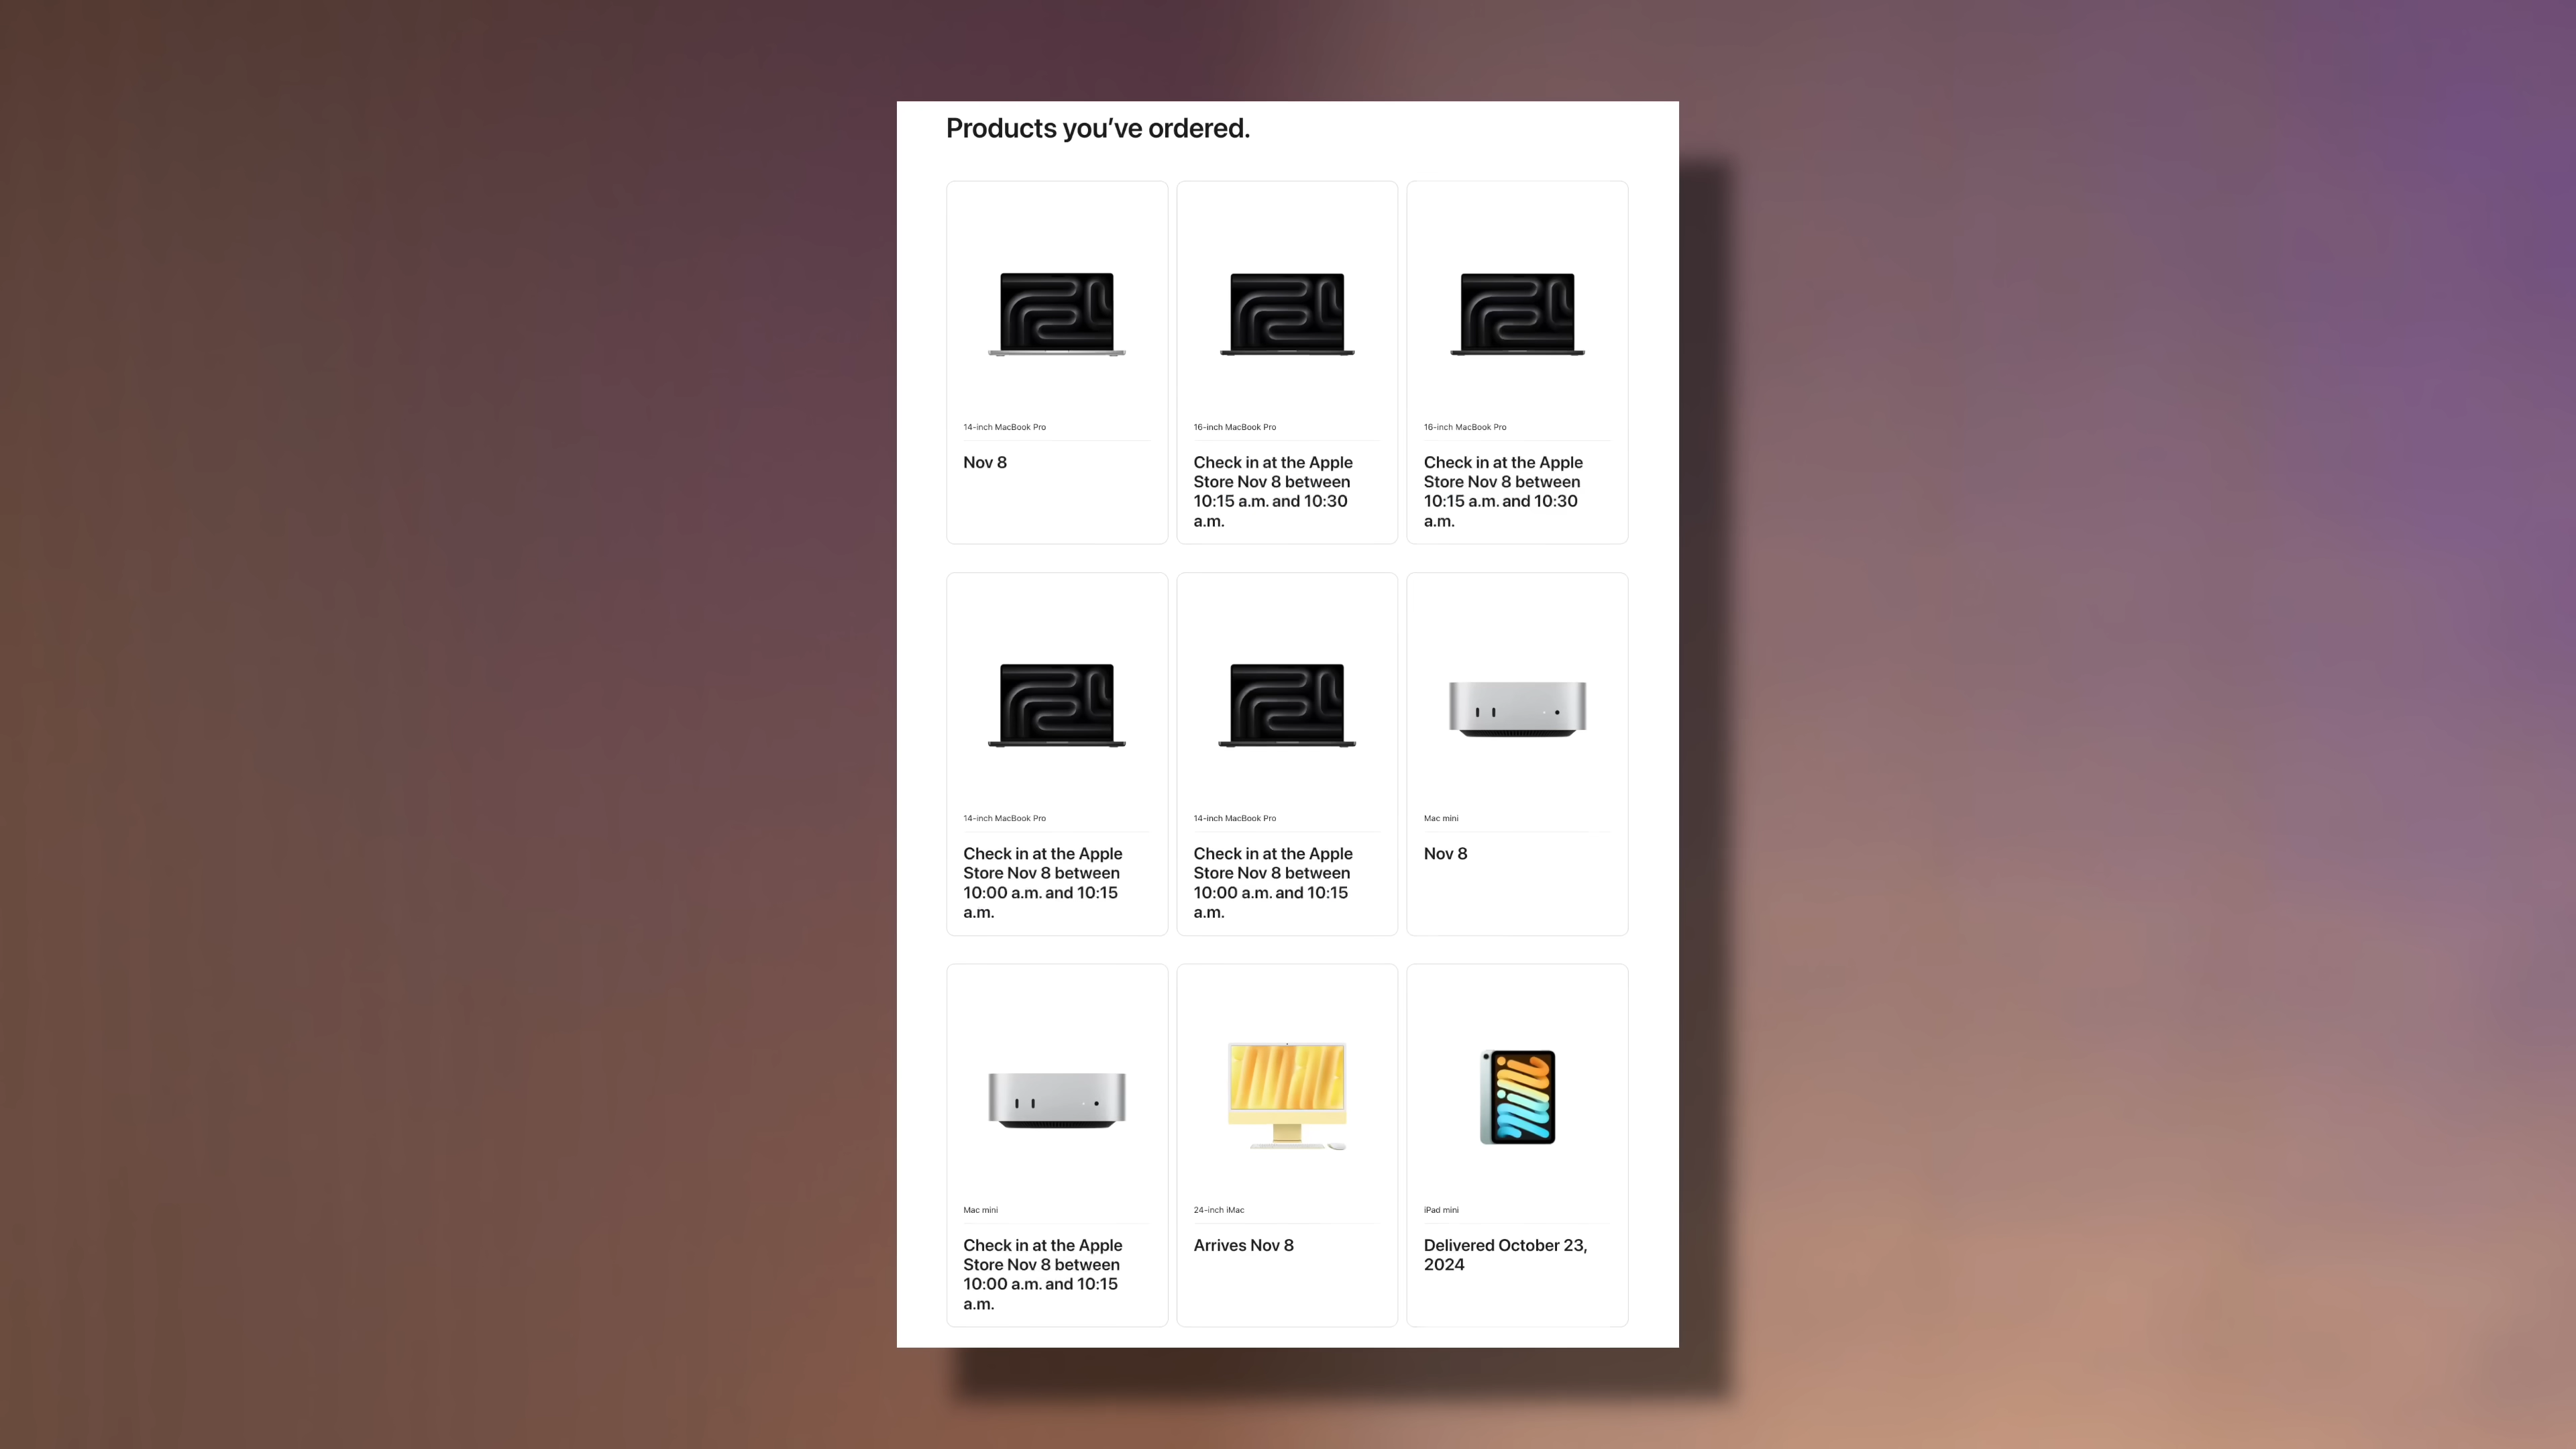 Products you've ordered.
14-inch MacBook Pro
Nov 8
16-inch MacBook Pro
Check in at the Apple
Store Nov 8 between
10:15 a.m. and 10:30
a.m.
16-inch MacBook Pro
Check in at the Apple
Store Nov 8 between
10:15 a.m. and 10:30
a.m.
14-inch MacBook Pro
Check in at the Apple
Store Nov 8 between
10:00 a.m. and 10:15
a.m.
14-inch MacBook Pro
Check in at the Apple
Store Nov 8 between
10:00 a.m. and 10:15
a.m.
Mac mini
Nov 8
Mac mini
Check in at the Apple
Store Nov 8 between
10:00 a.m. and 10:15
a.m.
24-inch iMac
Arrives Nov 8
iPad mini
Delivered October 23,
2024